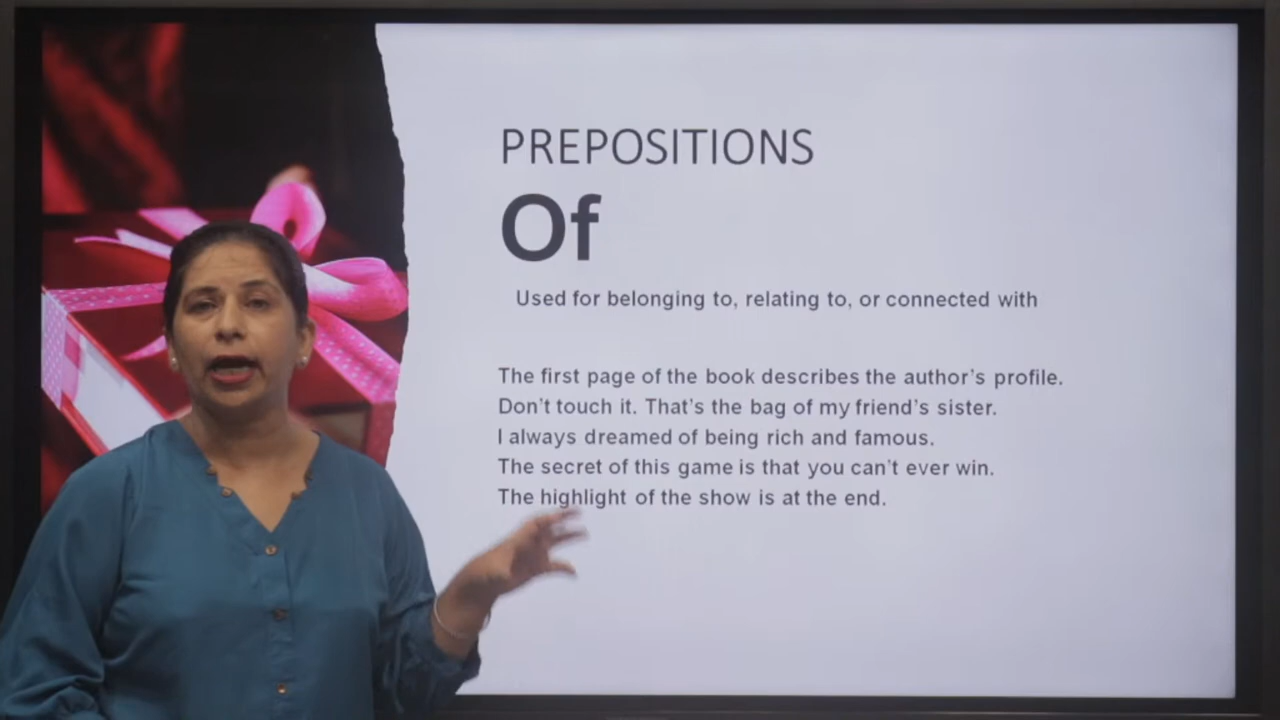 PREPOSITIONS
Of
Used for belonging to, relating to, or connected with
The first page of the book describes the author's profile.
Don't touch it. That's the bag of my friend's sister.
I always dreamed of being rich and famous.
The secret of this game is that you can't ever win.
The highlight of the show is at the end.